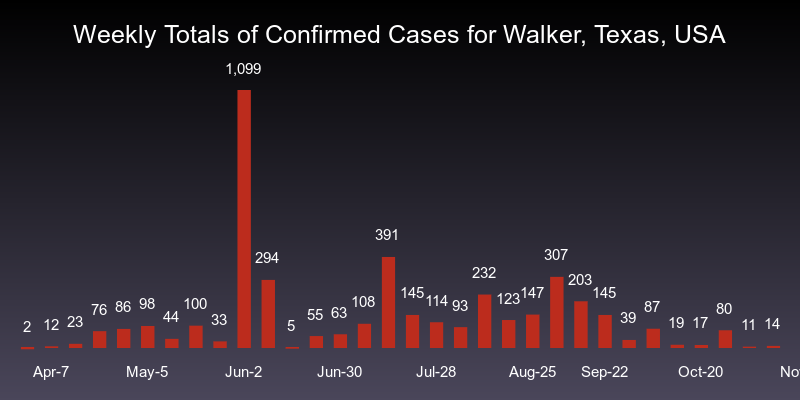 Weekly Totals of Confirmed Cases for Walker, Texas, USA
1,099
2 12 23 76 86 98 44 100 33 294 5 55 63 108 391 145 114 93 232 123 147 307 203 145 39 87 19 17 80 11 14
Apr-7 May-5 Jun-2 Jun-30 Jul-28 Aug-25 Sep-22 Oct-20 Nov